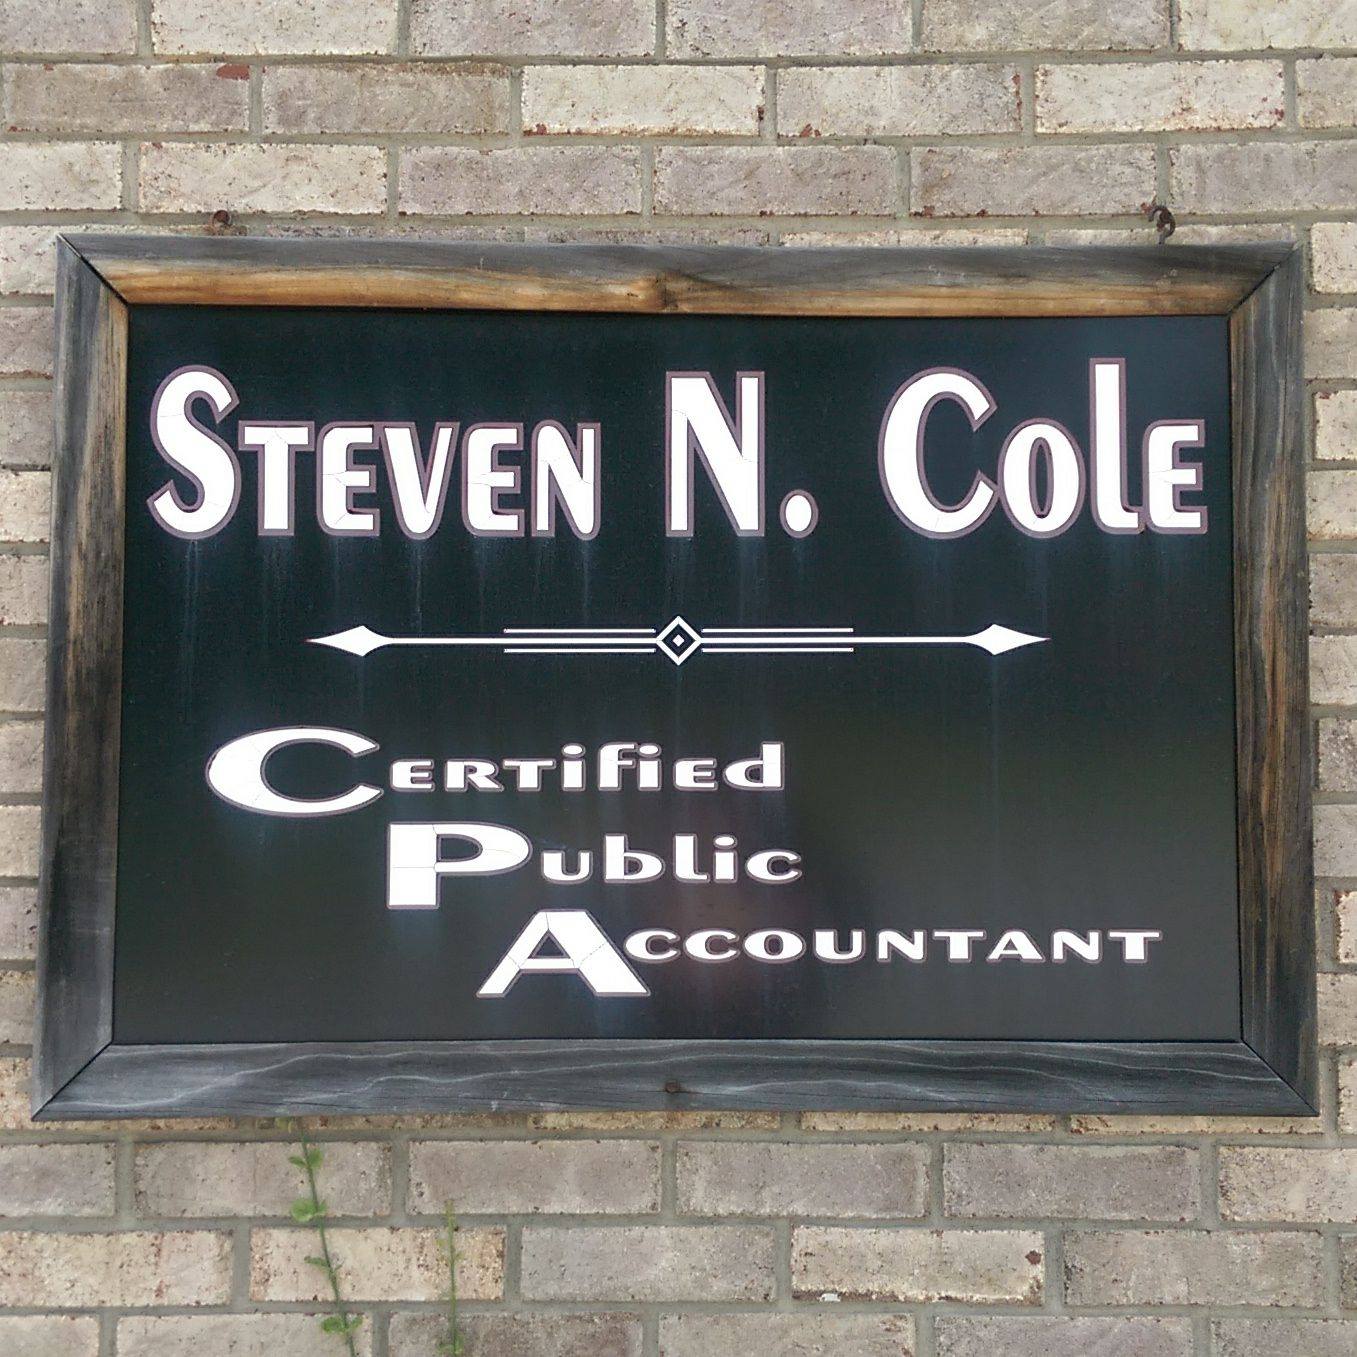 Steven N. Cole
Certified
Public
Accountant